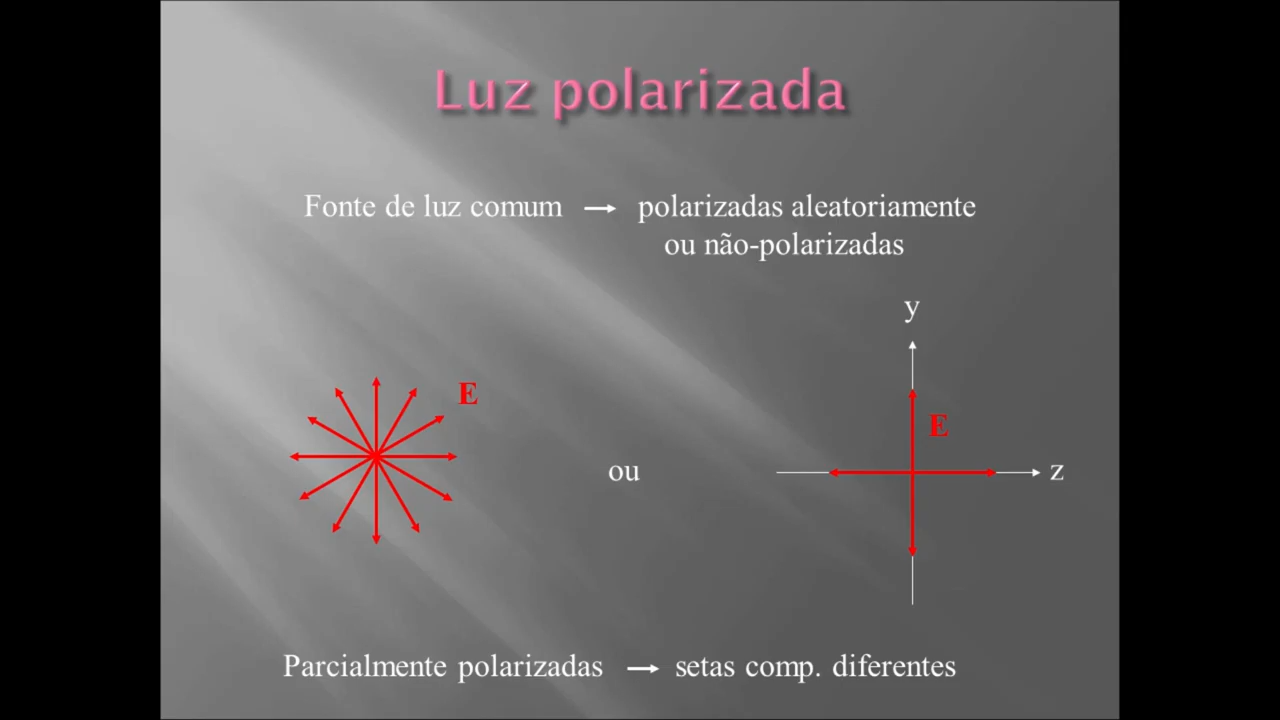 Luz polarizada
Fonte de luz comum → polarizadas aleatoriamente
ou não-polarizadas
y
E
E
ou
z
Parcialmente polarizadas → setas comp. diferentes